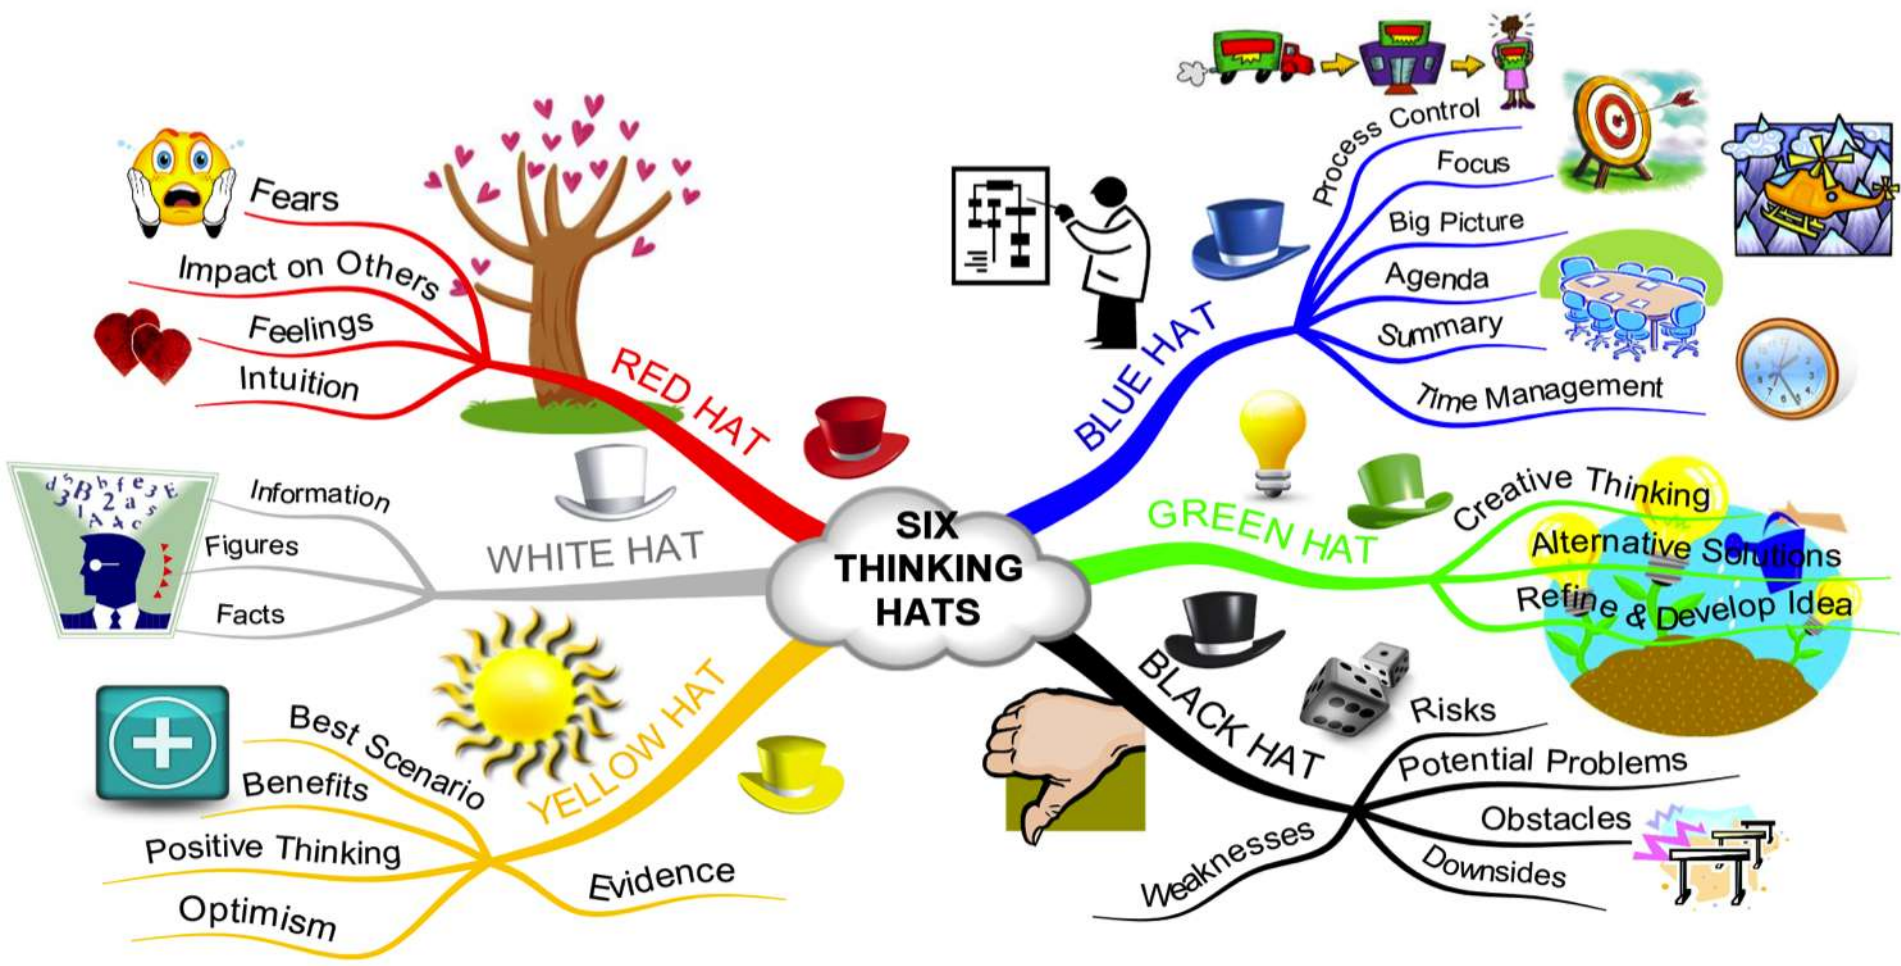 SIX
THINKING
HATS
BLUE HAT
Process Control
Focus
Big Picture
Agenda
Summary
Time Management
GREEN HAT
Creative Thinking
Alternative Solutions
Refine & Develop Idea
BLACK HAT
Risks
Potential Problems
Obstacles
Downsides
Weaknesses
YELLOW HAT
Best Scenario
Benefits
Positive Thinking
Optimism
Evidence
WHITE HAT
Information
Figures
Facts
RED HAT
Fears
Impact on Others
Feelings
Intuition